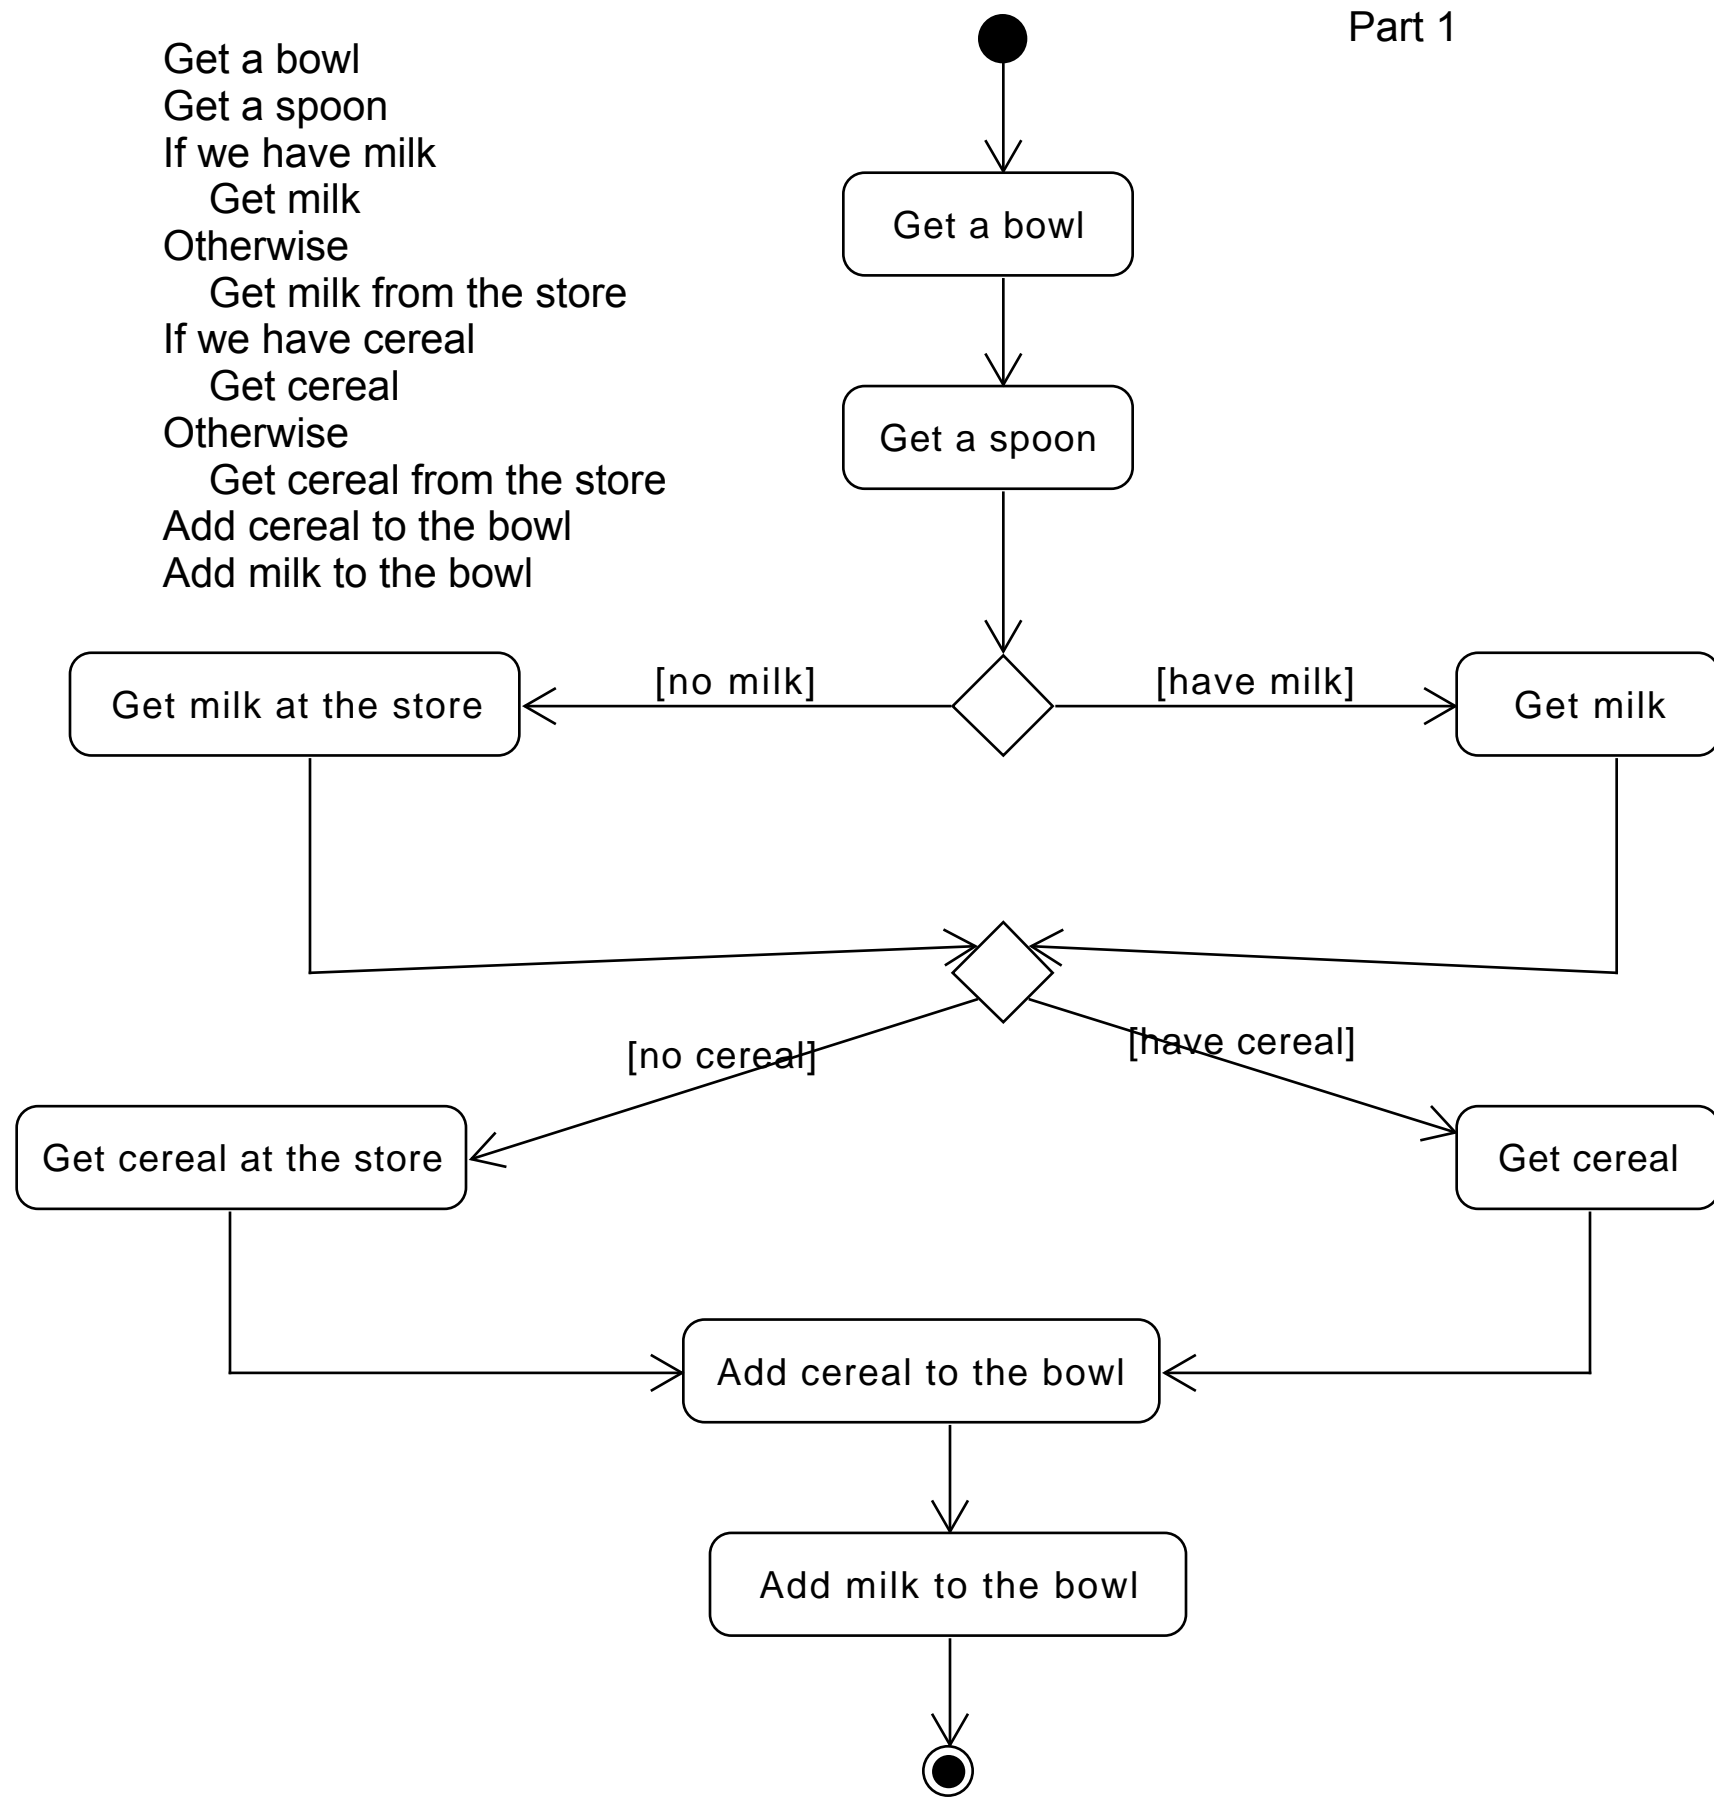 Part 1
Get a bowl
Get a spoon
If we have milk
Get milk
Otherwise
Get milk from the store
If we have cereal
Get cereal
Otherwise
Get cereal from the store
Add cereal to the bowl
Add milk to the bowl
Get a bowl
Get a spoon
[no milk]
[have milk]
Get milk at the store
Get milk
[no cereal]
[have cereal]
Get cereal at the store
Get cereal
Add cereal to the bowl
Add milk to the bowl